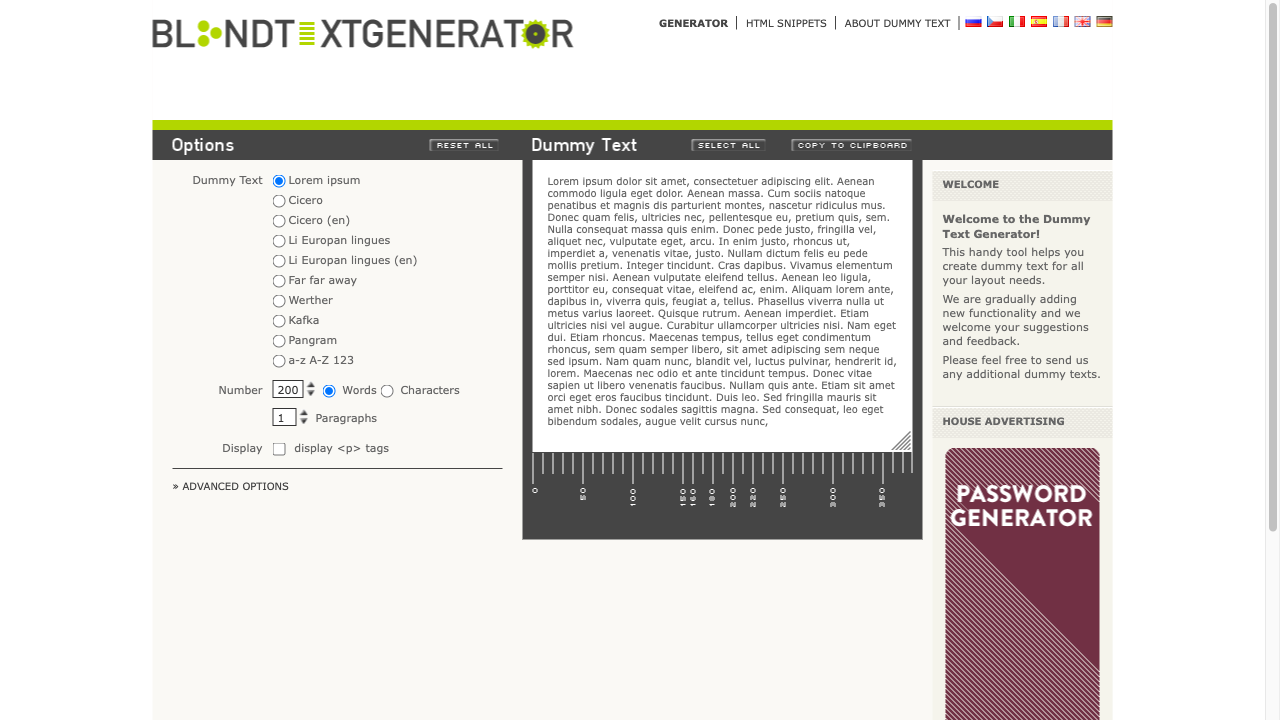 BLINDTEXTGENERATOR
GENERATOR
HTML SNIPPETS
ABOUT DUMMY TEXT
Options
RESET ALL
Dummy Text
SELECT ALL
COPY TO CLIPBOARD
Dummy Text
Lorem ipsum
Cicero
Cicero (en)
Li Europan lingues
Li Europan lingues (en)
Far far away
Werther
Kafka
Pangram
a-z A-Z 123
Number 200 Words Characters
1 Paragraphs
Display display <p> tags
» ADVANCED OPTIONS
Lorem ipsum dolor sit amet, consectetuer adipiscing elit. Aenean
commodo ligula eget dolor. Aenean massa. Cum sociis natoque
penatibus et magnis dis parturient montes, nascetur ridiculus mus.
Donec quam felis, ultricies nec, pellentesque eu, pretium quis, sem.
Nulla consequat massa quis enim. Donec pede justo, fringilla vel,
aliquet nec, vulputate eget, arcu. In enim justo, rhoncus ut,
imperdiet a, venenatis vitae, justo. Nullam dictum felis eu pede
mollis pretium. Integer tincidunt. Cras dapibus. Vivamus elementum
semper nisi. Aenean vulputate eleifend tellus. Aenean leo ligula,
porttitor eu, consequat vitae, eleifend ac, enim. Aliquam lorem ante,
dapibus in, viverra quis, feugiat a, tellus. Phasellus viverra nulla ut
metus varius laoreet. Quisque rutrum. Aenean imperdiet. Etiam
ultricies nisi vel augue. Curabitur ullamcorper ultricies nisi. Nam eget
dui. Etiam rhoncus. Maecenas tempus, tellus eget condimentum
rhoncus, sem quam semper libero, sit amet adipiscing sem neque
sed ipsum. Nam quam nunc, blandit vel, luctus pulvinar, hendrerit id,
lorem. Maecenas nec odio et ante tincidunt tempus. Donec vitae
sapien ut libero venenatis faucibus. Nullam quis ante. Etiam sit amet
orci eget eros faucibus tincidunt. Duis leo. Sed fringilla mauris sit
amet nibh. Donec sodales sagittis magna. Sed consequat, leo eget
bibendum sodales, augue velit cursus nunc,
0 50 100 150 160 180 200 220 250 300 350
WELCOME
Welcome to the Dummy
Text Generator!
This handy tool helps you
create dummy text for all
your layout needs.
We are gradually adding
new functionality and we
welcome your suggestions
and feedback.
Please feel free to send us
any additional dummy texts.
HOUSE ADVERTISING
PASSWORD
GENERATOR